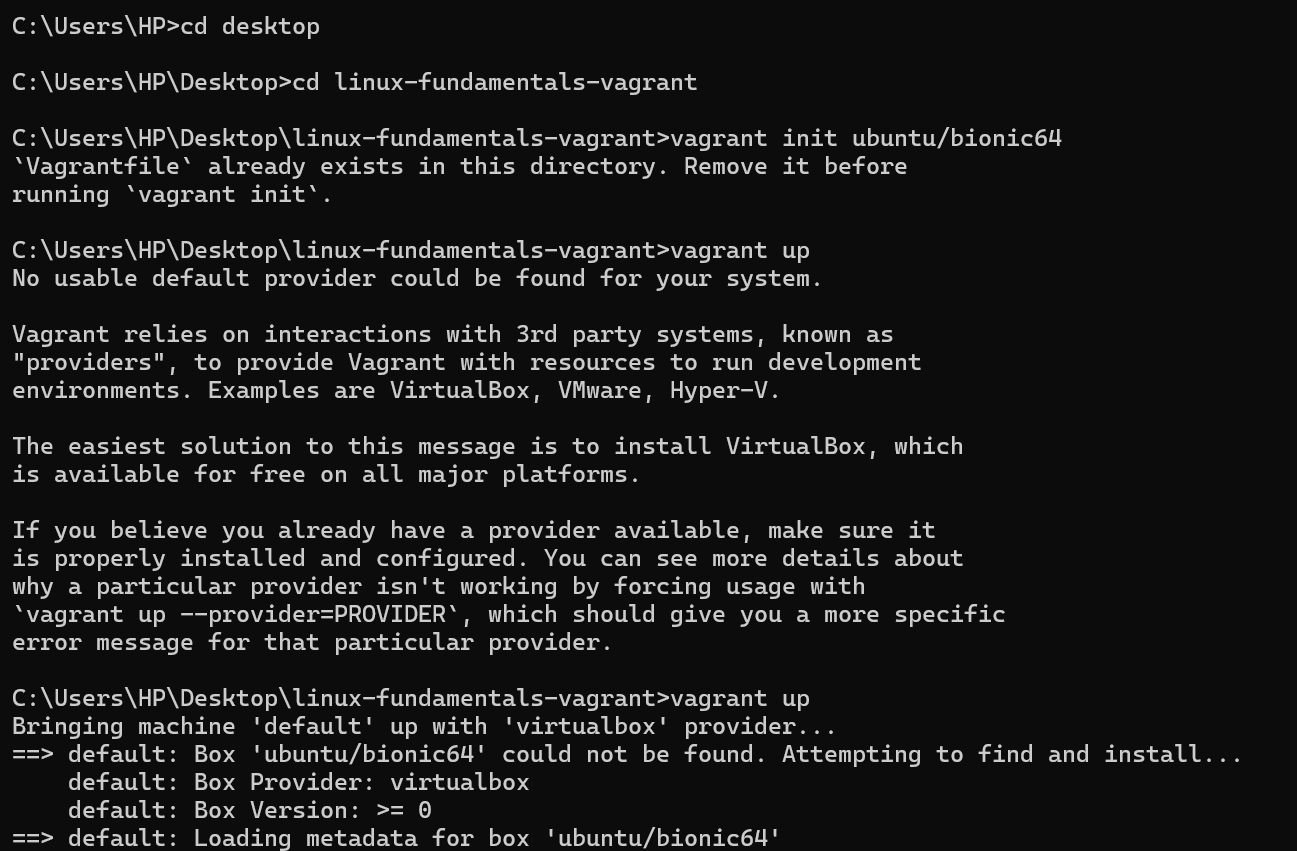 C:\Users\HP>cd desktop
C:\Users\HP\Desktop>cd linux-fundamentals-vagrant
C:\Users\HP\Desktop\linux-fundamentals-vagrant>vagrant init ubuntu/bionic64
`Vagrantfile` already exists in this directory. Remove it before
running `vagrant init`.
C:\Users\HP\Desktop\linux-fundamentals-vagrant>vagrant up
No usable default provider could be found for your system.
Vagrant relies on interactions with 3rd party systems, known as
"providers", to provide Vagrant with resources to run development
environments. Examples are VirtualBox, VMware, Hyper-V.
The easiest solution to this message is to install VirtualBox, which
is available for free on all major platforms.
If you believe you already have a provider available, make sure it
is properly installed and configured. You can see more details about
why a particular provider isn't working by forcing usage with
`vagrant up --provider=PROVIDER`, which should give you a more specific
error message for that particular provider.
C:\Users\HP\Desktop\linux-fundamentals-vagrant>vagrant up
Bringing machine 'default' up with 'virtualbox' provider...
==> default: Box 'ubuntu/bionic64' could not be found. Attempting to find and install...
    default: Box Provider: virtualbox
    default: Box Version: >= 0
==> default: Loading metadata for box 'ubuntu/bionic64'